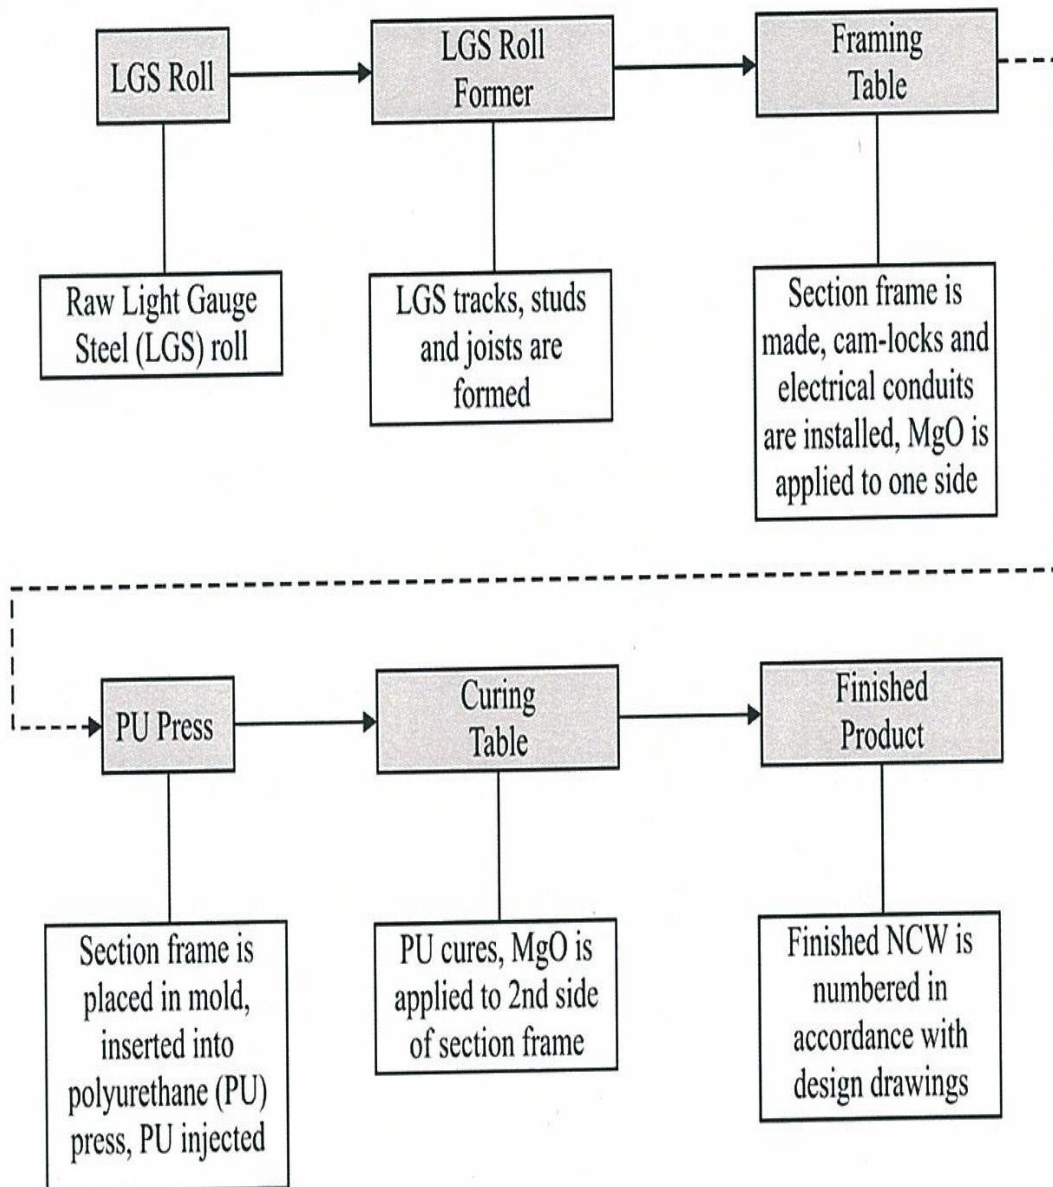 LGS Roll
LGS Roll
Former
Framing
Table
Raw Light Gauge
Steel (LGS) roll
LGS tracks, studs
and joists are
formed
Section frame is
made, cam-locks and
electrical conduits
are installed, MgO is
applied to one side
PU Press
Curing
Table
Finished
Product
Section frame is
placed in mold,
inserted into
polyurethane (PU)
press, PU injected
PU cures, MgO is
applied to 2nd side
of section frame
Finished NCW is
numbered in
accordance with
design drawings